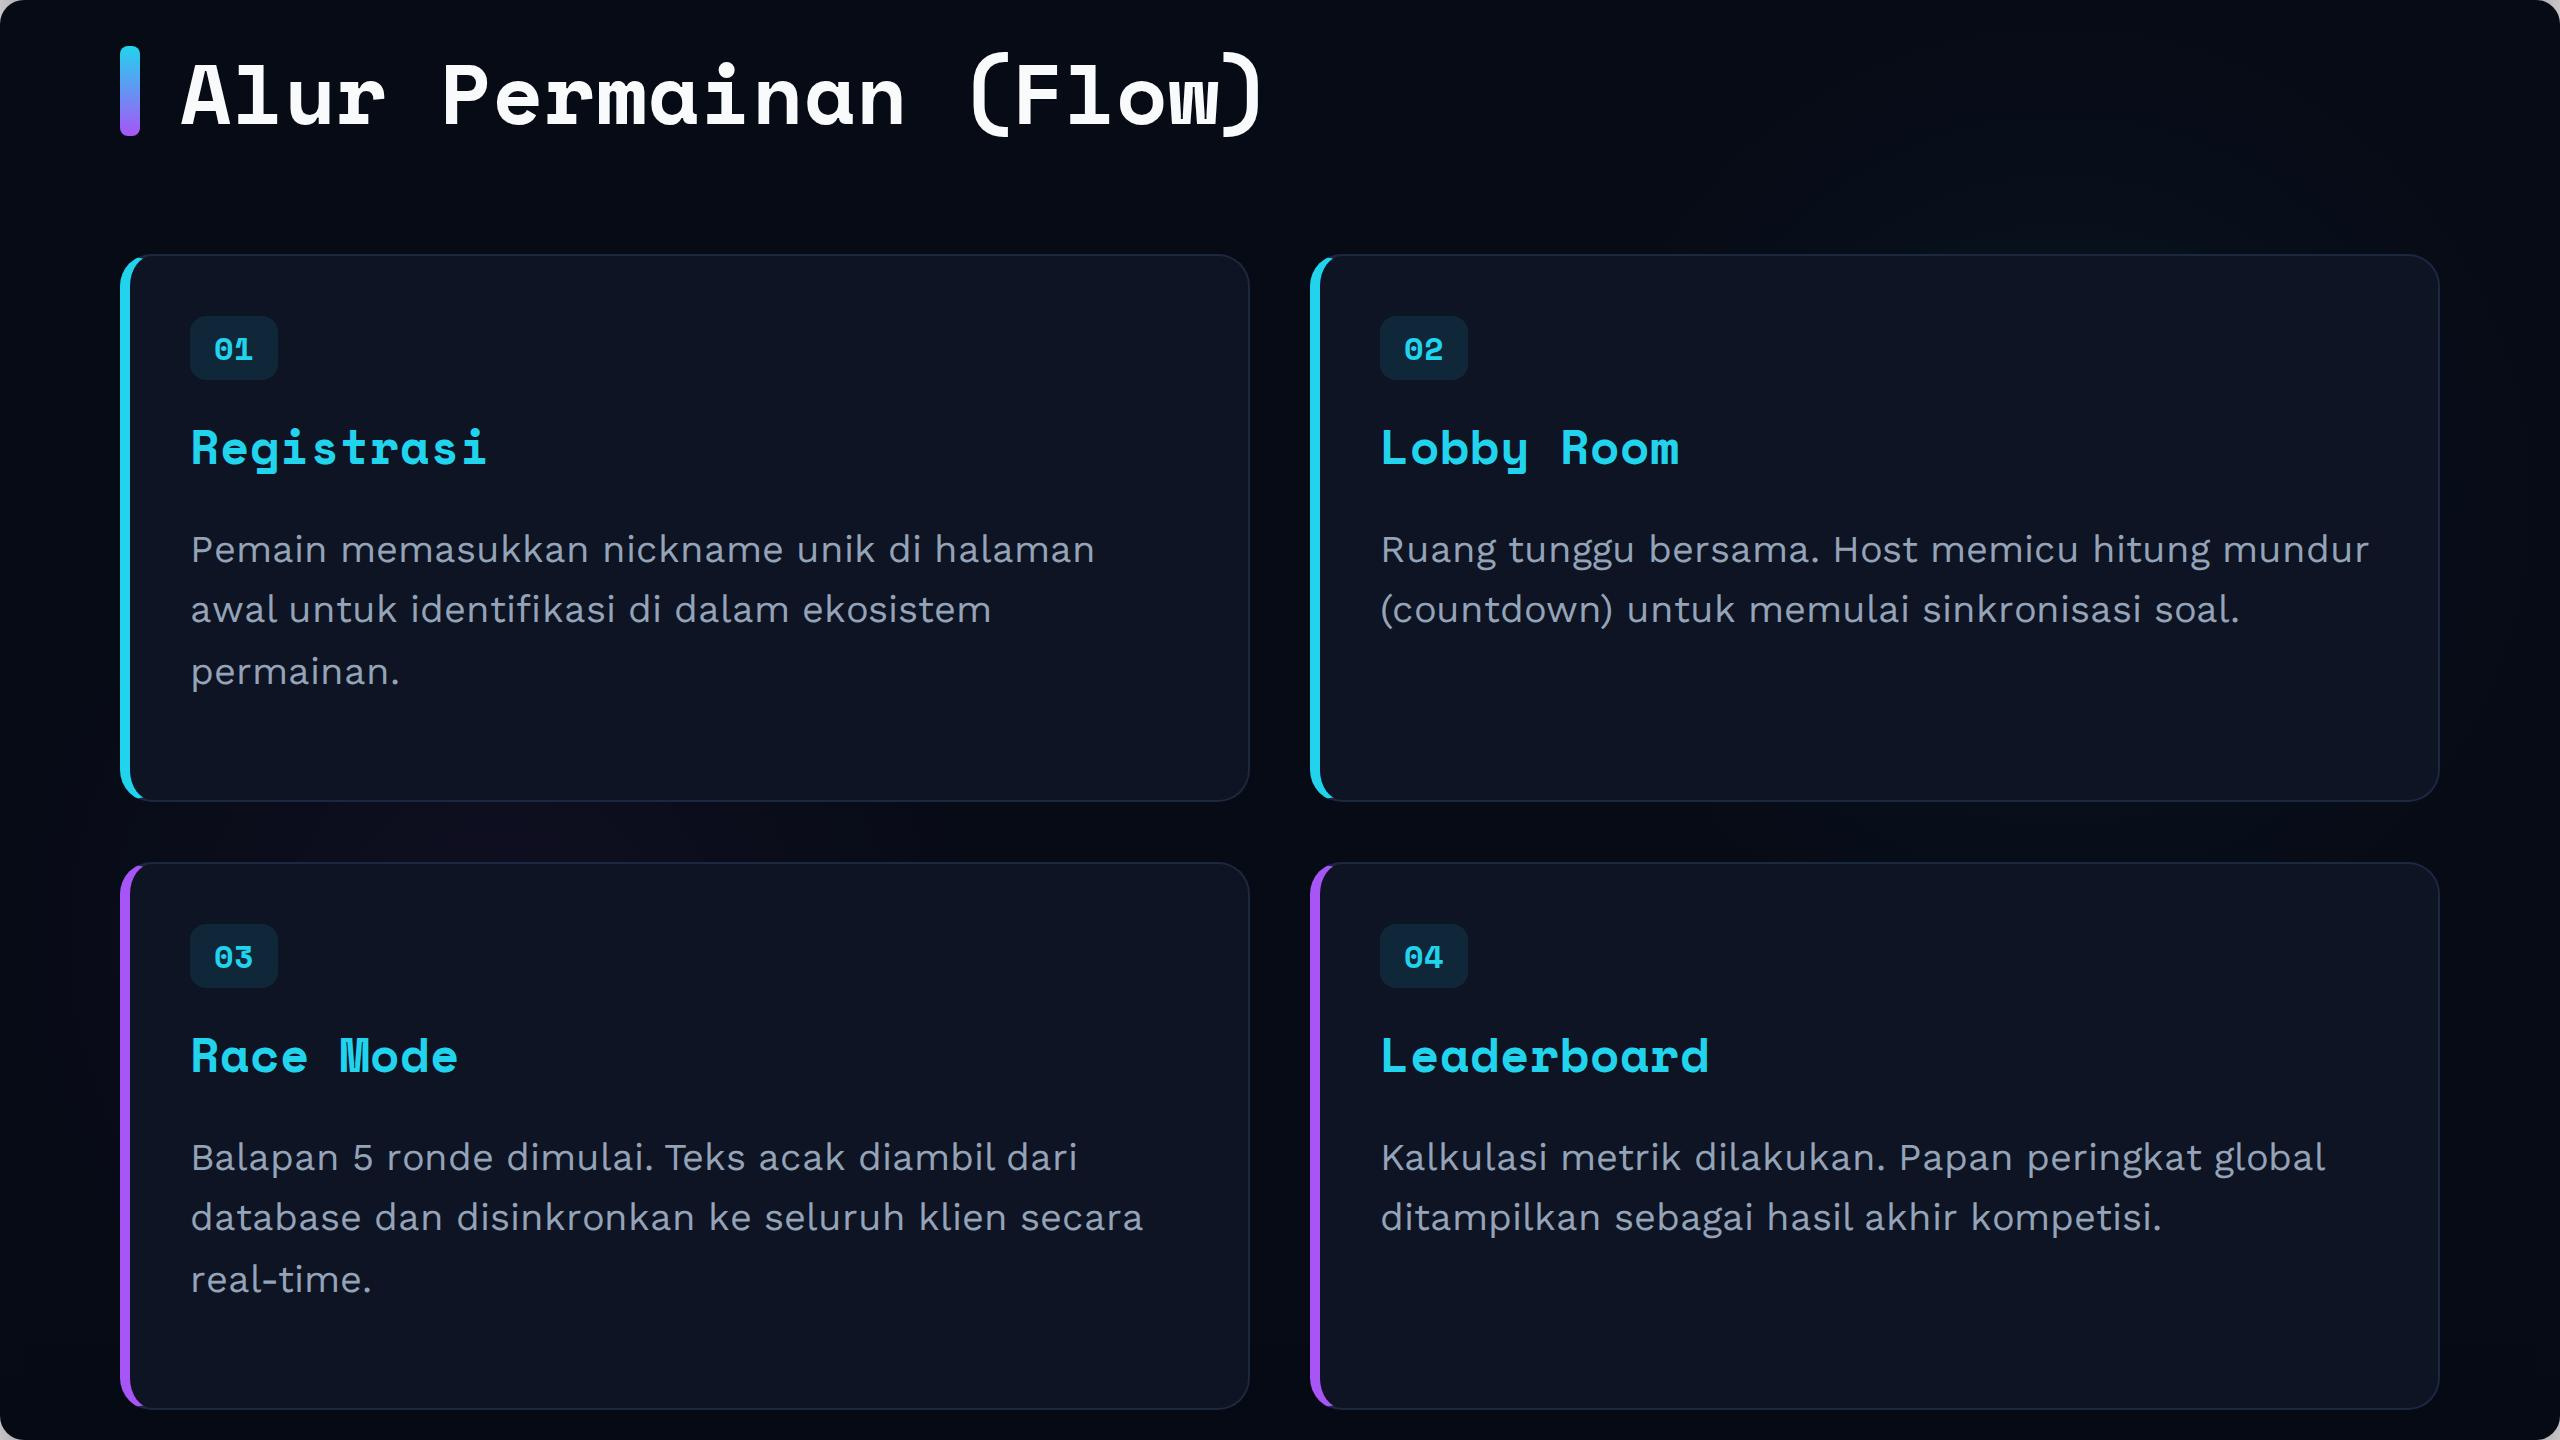 Alur Permainan (Flow)
01
Registrasi
Pemain memasukkan nickname unik di halaman
awal untuk identifikasi di dalam ekosistem
permainan.
02
Lobby Room
Ruang tunggu bersama. Host memicu hitung mundur
(countdown) untuk memulai sinkronisasi soal.
03
Race Mode
Balapan 5 ronde dimulai. Teks acak diambil dari
database dan disinkronkan ke seluruh klien secara
real-time.
04
Leaderboard
Kalkulasi metrik dilakukan. Papan peringkat global
ditampilkan sebagai hasil akhir kompetisi.